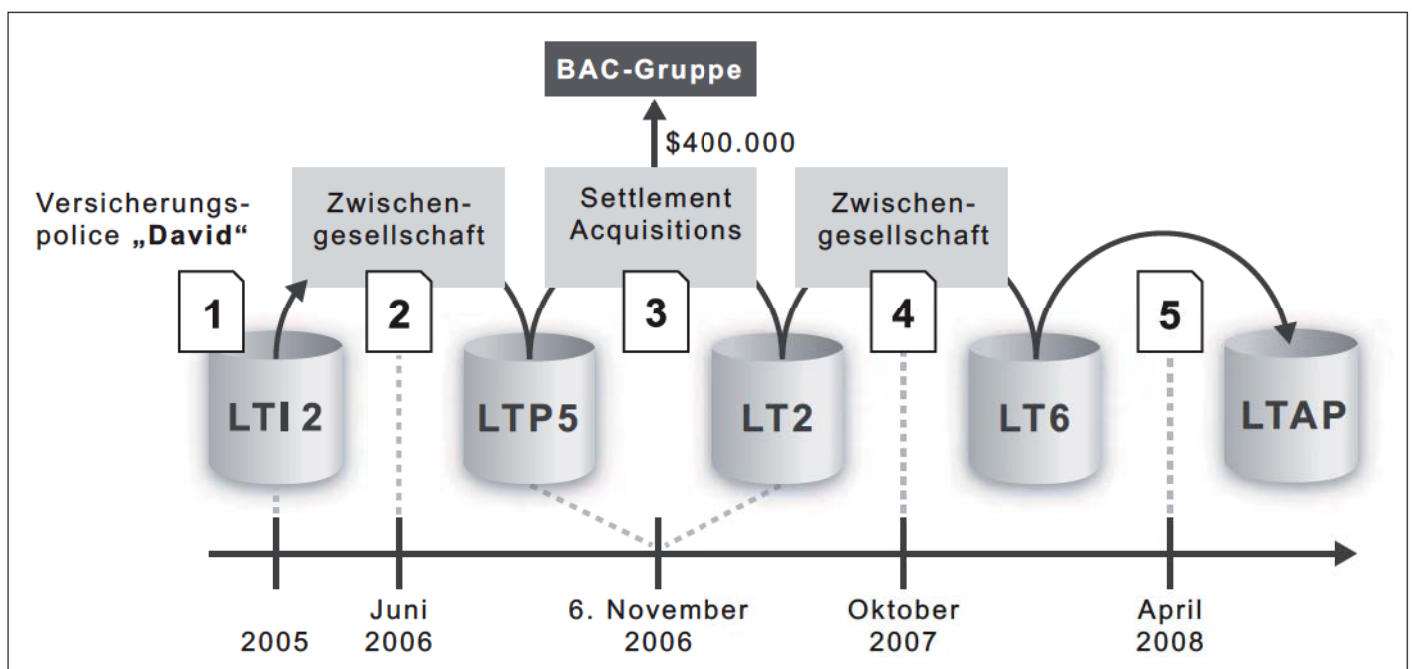 BAC-Gruppe
$400.000
Versicherungs-
police „David“
Zwischen-
gesellschaft
Settlement
Acquisitions
Zwischen-
gesellschaft
1
2
3
4
5
LTI 2
LTP5
LT2
LT6
LTAP
2005
Juni
2006
6. November
2006
Oktober
2007
April
2008